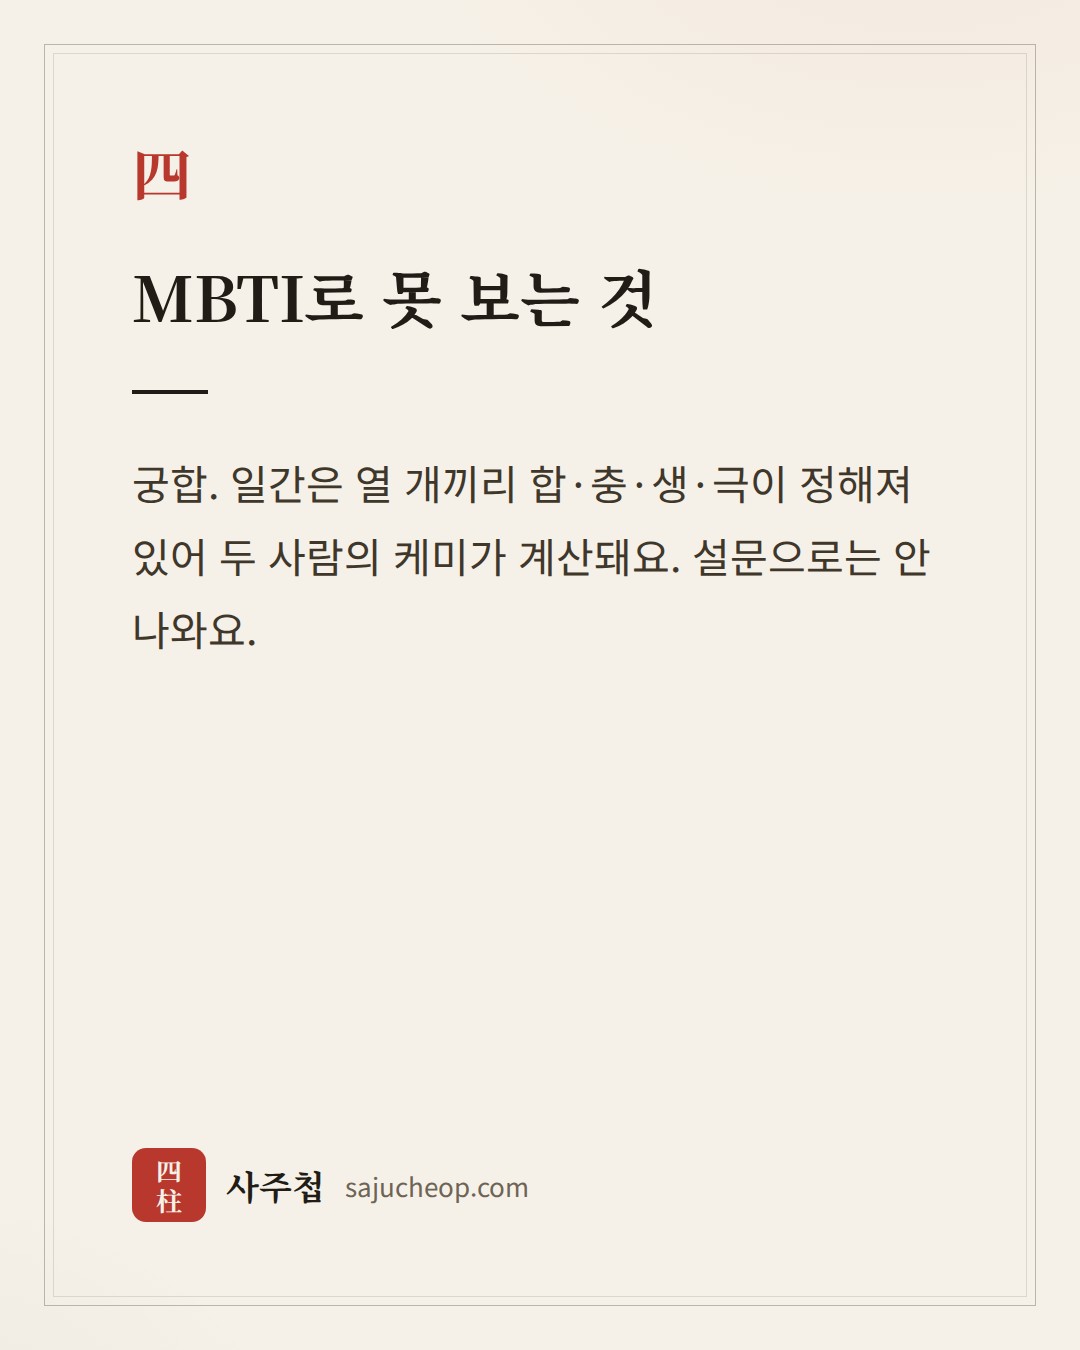 四
MBTI로 못 보는 것
궁합. 일간은 열 개끼리 합·충·생·극이 정해져
있어 두 사람의 케미가 계산돼요. 설문으로는 안
나와요.
四
柱
사주첩 sajucheop.com